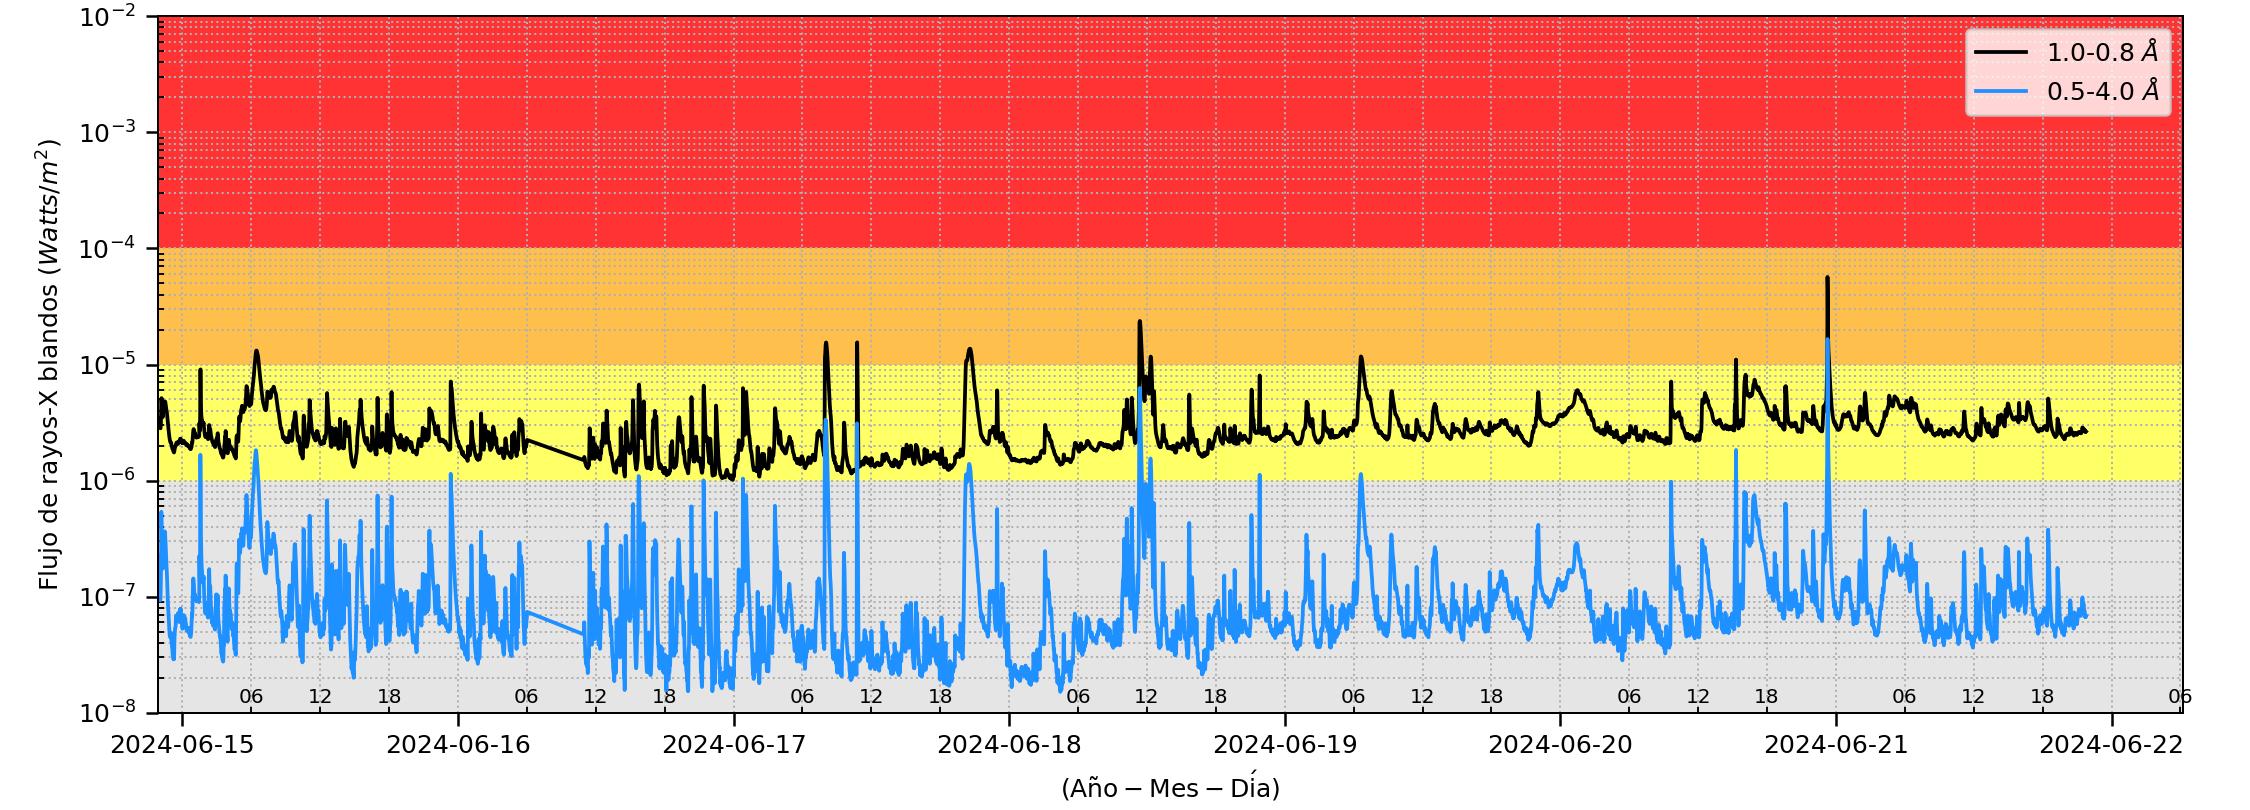 10⁻²
10⁻³
10⁻⁴
10⁻⁵
10⁻⁶
10⁻⁷
10⁻⁸
Flujo de rayos-X blandos (Watts/m²)
1.0-0.8 Å
0.5-4.0 Å
06 12 18 06 12 18 06 12 18 06 12 18 06 12 18 06 12 18 06 12 18 06
2024-06-15 2024-06-16 2024-06-17 2024-06-18 2024-06-19 2024-06-20 2024-06-21 2024-06-22
(Año − Mes − Día)